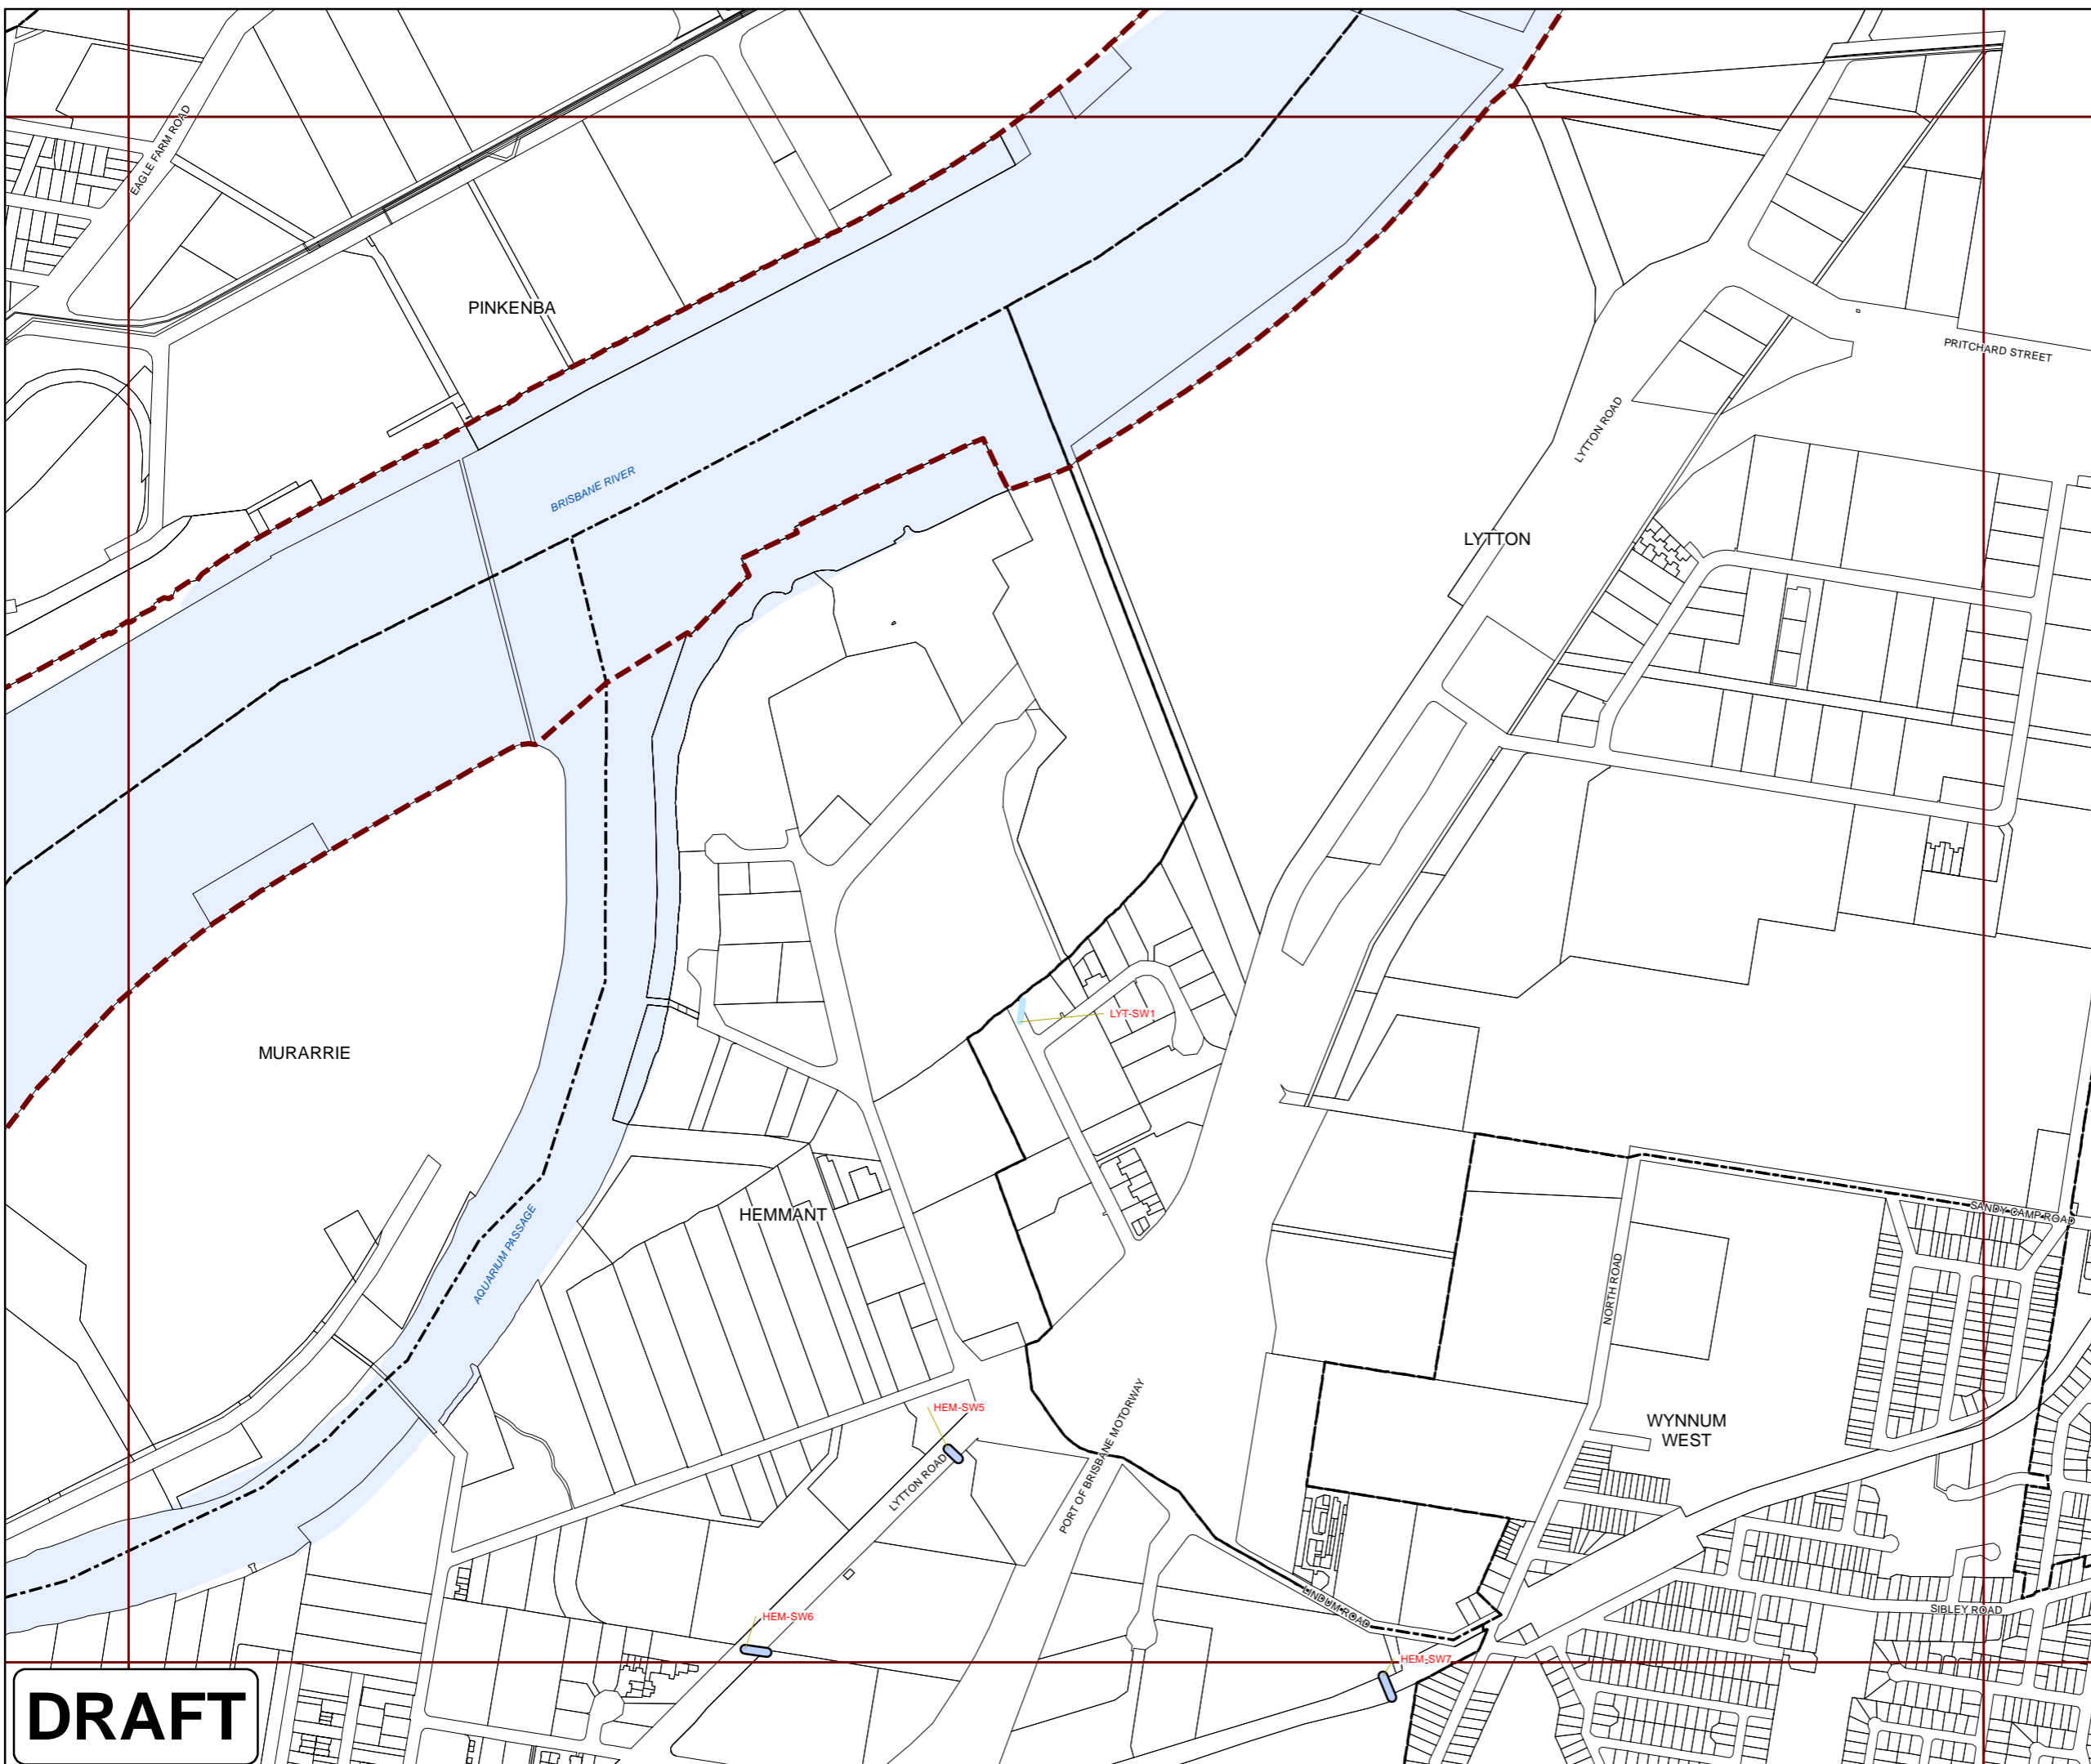 EAGLE FARM ROAD
PINKENBA
PRITCHARD STREET
LYTTON ROAD
BRISBANE RIVER
LYTTON
LYT-SW1
MURARRIE
HEMMANT
AQUARIUM PASSAGE
SANDY CAMP ROAD
NORTH ROAD
HEM-SW5
WYNNUM
WEST
PORT OF BRISBANE MOTORWAY
LYTTON ROAD
LINDUM ROAD
SIBLEY ROAD
HEM-SW6
HEM-SW7
DRAFT